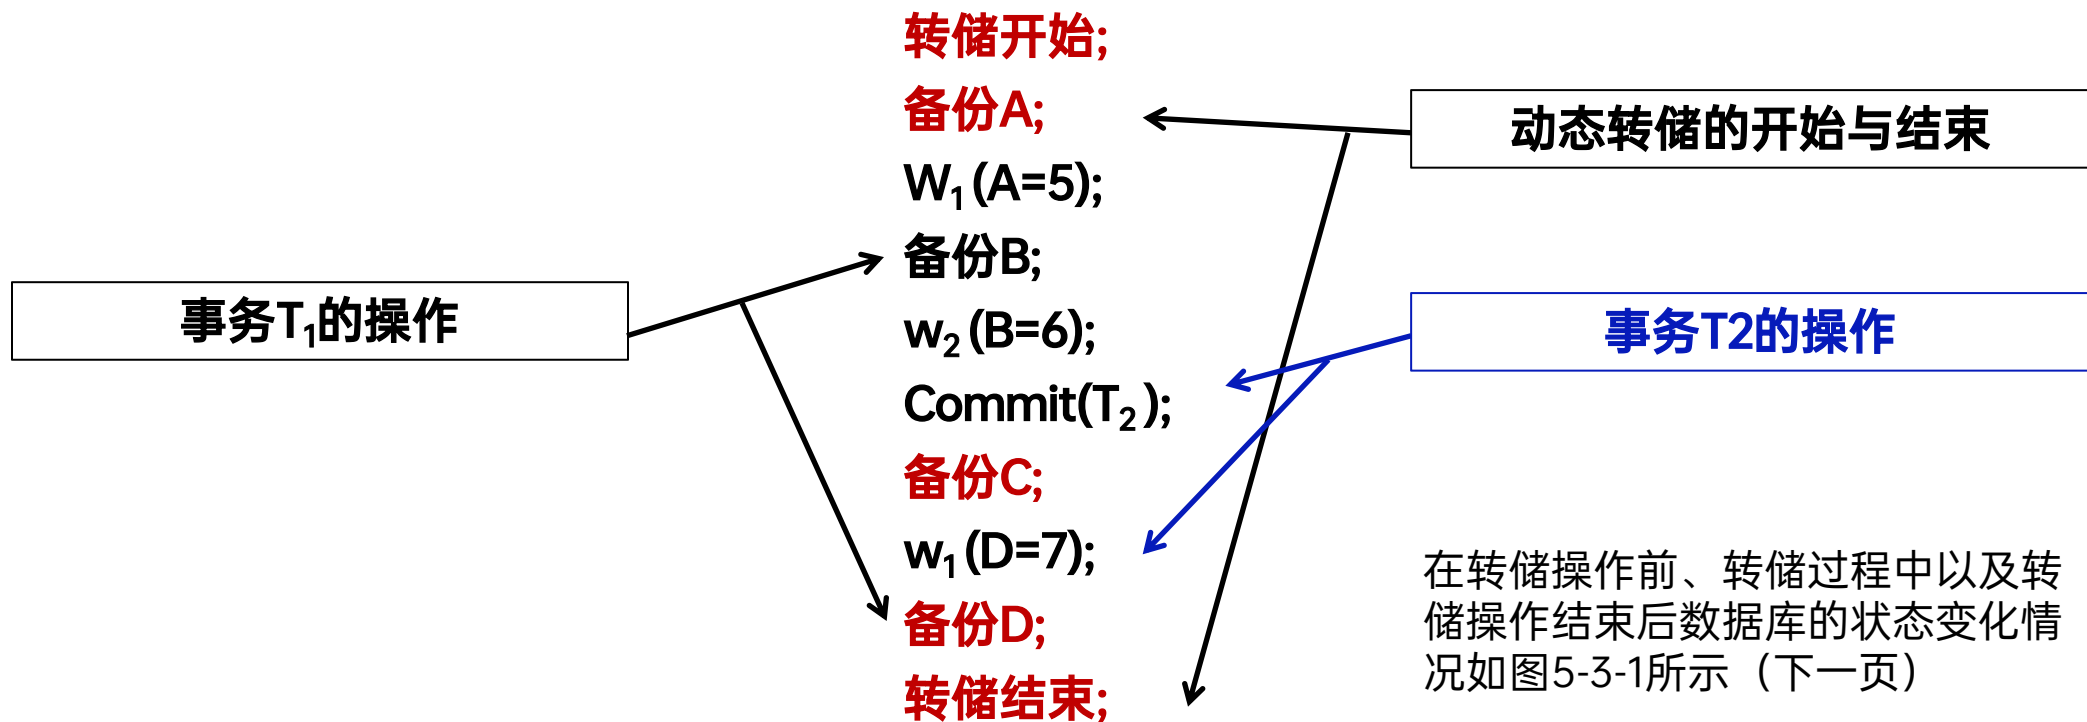 转储开始;
备份A;
动态转储的开始与结束
W₁(A=5);
备份B;
事务T₁的操作
w₂(B=6);
事务T2的操作
Commit(T₂);
备份C;
w₁(D=7);
备份D;
转储结束;
在转储操作前、转储过程中以及转
储操作结束后数据库的状态变化情
况如图5-3-1所示（下一页）